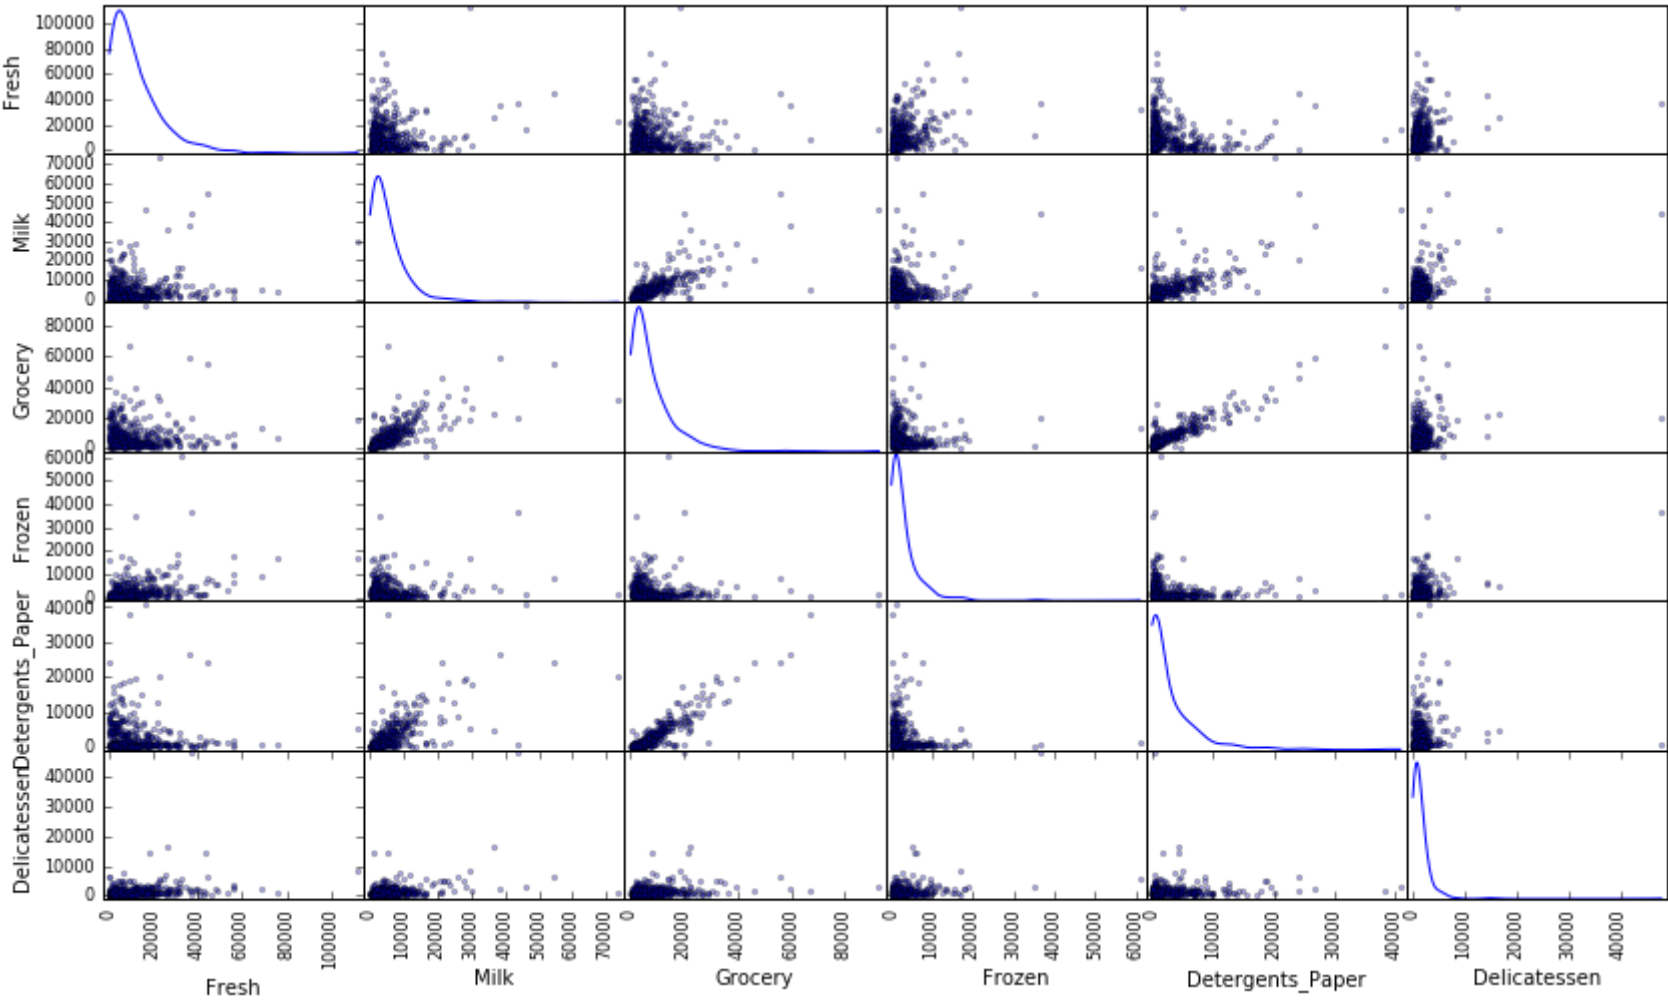 Fresh
100000
80000
60000
40000
20000
0
Milk
70000
60000
50000
40000
30000
20000
10000
0
Grocery
80000
60000
40000
20000
0
Frozen
60000
50000
40000
30000
20000
10000
0
Detergents_Paper
40000
30000
20000
10000
0
Delicatessen
40000
30000
20000
10000
0
0 20000 40000 60000 80000 100000
0 10000 20000 30000 40000 50000 60000 70000
0 20000 40000 60000 80000
0 10000 20000 30000 40000 50000 60000
0 10000 20000 30000 40000
0 10000 20000 30000 40000
Fresh Milk Grocery Frozen Detergents_Paper Delicatessen